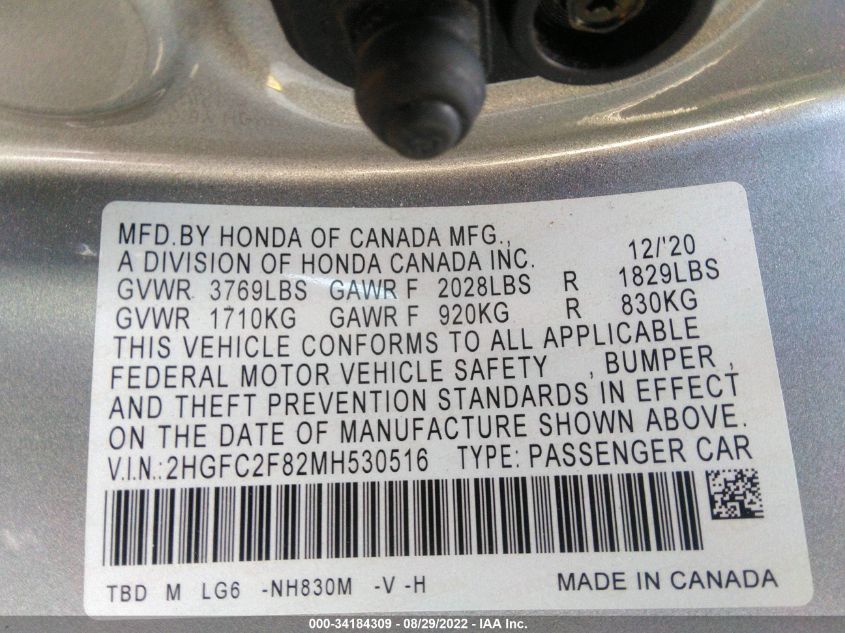 MFD.BY HONDA OF CANADA MFG., 12/'20
A DIVISION OF HONDA CANADA INC.
GVWR 3769LBS GAWR F 2028LBS R 1829LBS
GVWR 1710KG GAWR F 920KG R 830KG
THIS VEHICLE CONFORMS TO ALL APPLICABLE
FEDERAL MOTOR VEHICLE SAFETY , BUMPER ,
AND THEFT PREVENTION STANDARDS IN EFFECT
ON THE DATE OF MANUFACTURE SHOWN ABOVE.
V.I.N.: 2HGFC2F82MH530516 TYPE: PASSENGER CAR
TBD M LG6 -NH830M -V -H MADE IN CANADA
000-34184309 - 08/29/2022 - IAA Inc.